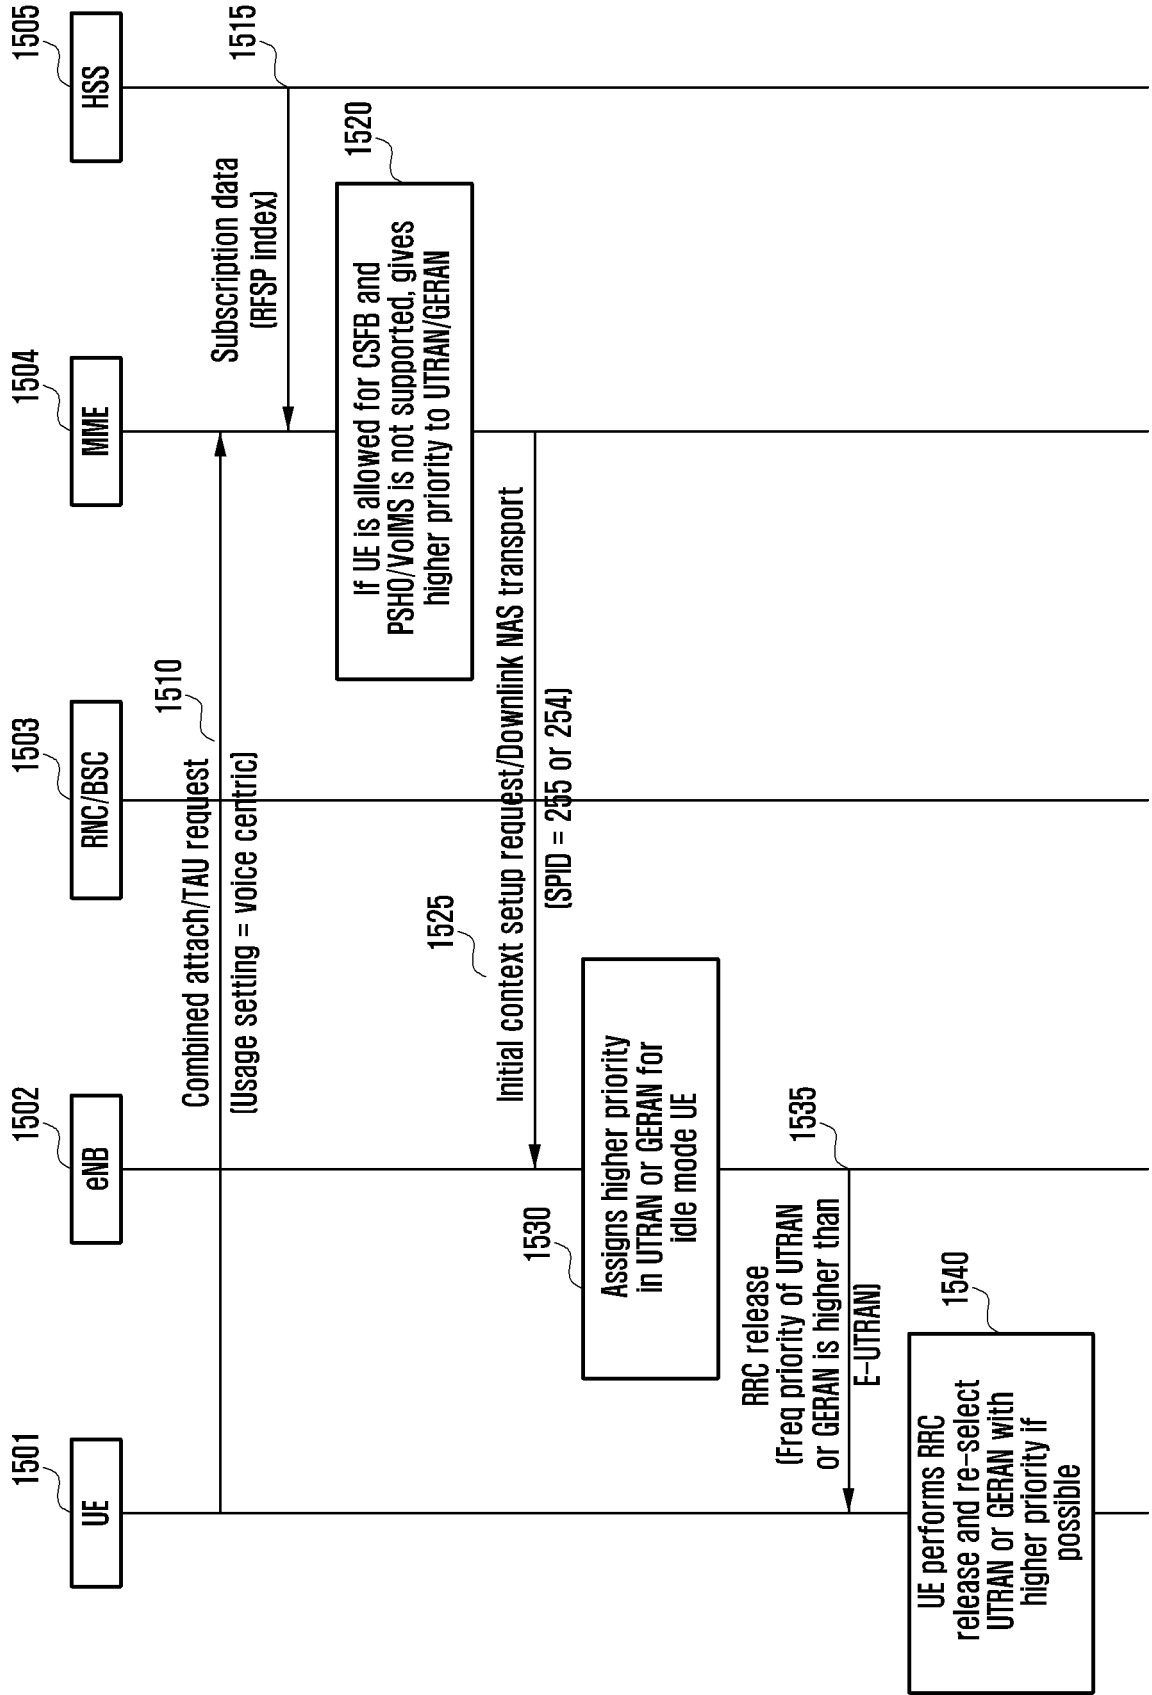 1501
UE
1502
eNB
1503
RNC/BSC
1504
MME
1505
HSS
Combined attach/TAU request
(Usage setting = voice centric)
1510
Subscription data
(RFSP index)
1515
1520
If UE is allowed for CSFB and
PSHO/VoIMS is not supported, gives
higher priority to UTRAN/GERAN
1525
Initial context setup request/Downlink NAS transport
(SPID = 255 or 254)
1530
Assigns higher priority
in UTRAN or GERAN for
idle mode UE
RRC release
(Freq priority of UTRAN
or GERAN is higher than
E-UTRAN)
1535
1540
UE performs RRC
release and re-select
UTRAN or GERAN with
higher priority if
possible